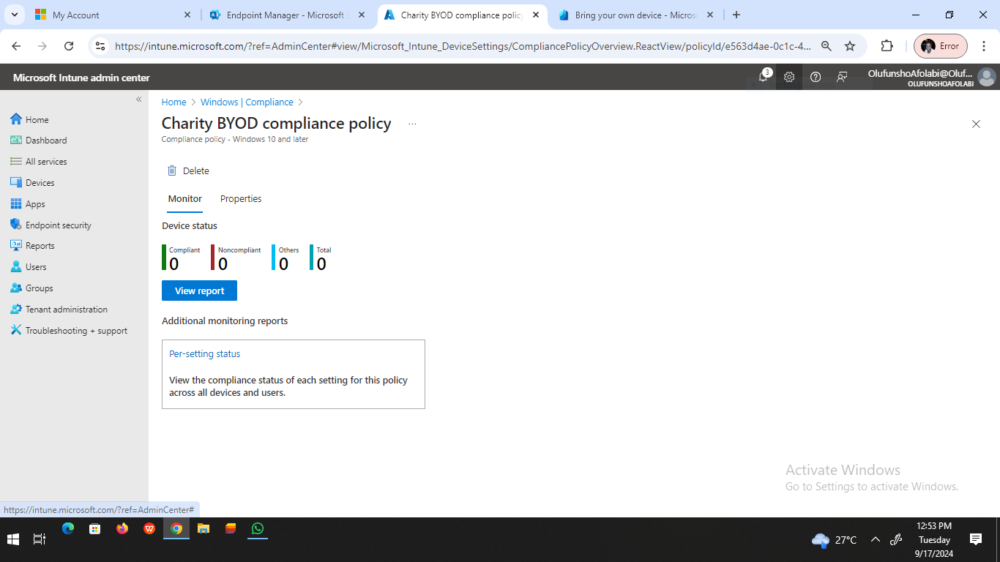 My Account
Endpoint Manager - Microsoft
Charity BYOD compliance policy
Bring your own device - Micros
https://intune.microsoft.com/?ref=AdminCenter#view/Microsoft_Intune_DeviceSettings/CompliancePolicyOverview.ReactView/policyId/e563d4ae-0c1c-4...
Error
Microsoft Intune admin center
3
OlufunshoAfolabi@Oluf...
OLUFUNSHOAFOLABI
Home > Windows | Compliance >
Charity BYOD compliance policy ...
Compliance policy - Windows 10 and later
Home
Dashboard
All services
Devices
Apps
Endpoint security
Reports
Users
Groups
Tenant administration
Troubleshooting + support
Delete
Monitor Properties
Device status
Compliant Noncompliant Others Total
0 0 0 0
View report
Additional monitoring reports
Per-setting status
View the compliance status of each setting for this policy
across all devices and users.
Activate Windows
Go to Settings to activate Windows.
https://intune.microsoft.com/?ref=AdminCenter#
27°C
12:53 PM
Tuesday
9/17/2024